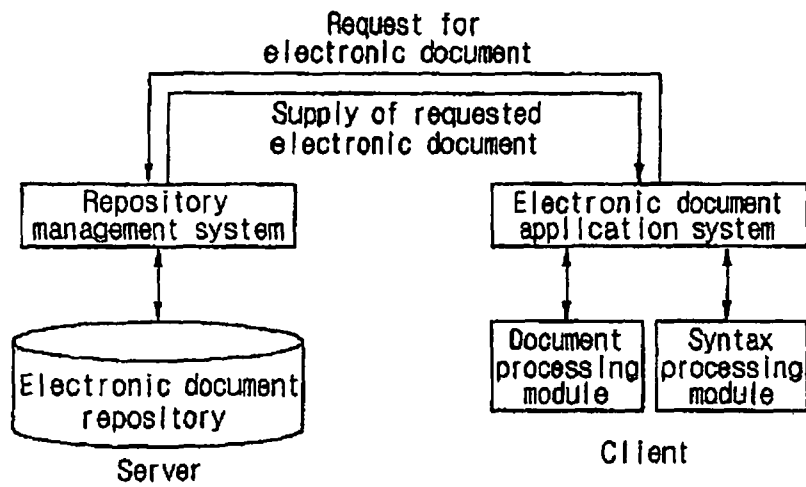 Request for
electronic document
Supply of requested
electronic document
Repository
management system
Electronic document
application system
Electronic document
repository
Document
processing
module
Syntax
processing
module
Server
Client